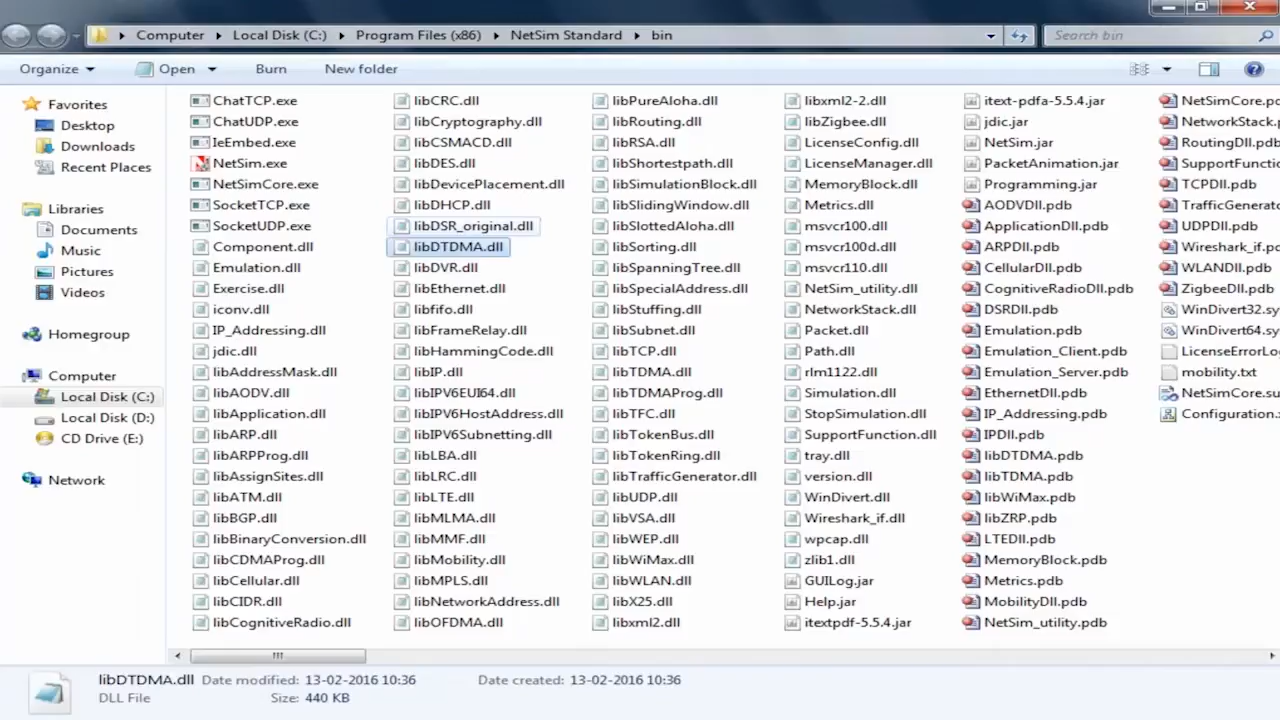 Computer Local Disk (C:) Program Files (x86) NetSim Standard bin
Search bin
Organize Open Burn New folder
Favorites
Desktop
Downloads
Recent Places
Libraries
Documents
Music
Pictures
Videos
Homegroup
Computer
Local Disk (C:)
Local Disk (D:)
CD Drive (E:)
Network
ChatTCP.exe
ChatUDP.exe
IeEmbed.exe
NetSim.exe
NetSimCore.exe
SocketTCP.exe
SocketUDP.exe
Component.dll
Emulation.dll
Exercise.dll
iconv.dll
IP_Addressing.dll
jdic.dll
libAddressMask.dll
libAODV.dll
libApplication.dll
libARP.dll
libARPProg.dll
libAssignSites.dll
libATM.dll
libBGP.dll
libBinaryConversion.dll
libCDMAProg.dll
libCellular.dll
libCIDR.dll
libCognitiveRadio.dll
libCRC.dll
libCryptography.dll
libCSMACD.dll
libDES.dll
libDevicePlacement.dll
libDHCP.dll
libDSR_original.dll
libDTDMA.dll
libDVR.dll
libEthernet.dll
libfifo.dll
libFrameRelay.dll
libHammingCode.dll
libIP.dll
libIPV6EUI64.dll
libIPV6HostAddress.dll
libIPV6Subnetting.dll
libLBA.dll
libLRC.dll
libLTE.dll
libMLMA.dll
libMMF.dll
libMobility.dll
libMPLS.dll
libNetworkAddress.dll
libOFDMA.dll
libPureAloha.dll
libRouting.dll
libRSA.dll
libShortestpath.dll
libSimulationBlock.dll
libSlidingWindow.dll
libSlottedAloha.dll
libSorting.dll
libSpanningTree.dll
libSpecialAddress.dll
libStuffing.dll
libSubnet.dll
libTCP.dll
libTDMA.dll
libTDMAProg.dll
libTFC.dll
libTokenBus.dll
libTokenRing.dll
libTrafficGenerator.dll
libUDP.dll
libVSA.dll
libWEP.dll
libWiMax.dll
libWLAN.dll
libX25.dll
libxml2.dll
libxml2-2.dll
libZigbee.dll
LicenseConfig.dll
LicenseManager.dll
MemoryBlock.dll
Metrics.dll
msvcr100.dll
msvcr100d.dll
msvcr110.dll
NetSim_utility.dll
NetworkStack.dll
Packet.dll
Path.dll
rlm1122.dll
Simulation.dll
StopSimulation.dll
SupportFunction.dll
tray.dll
version.dll
WinDivert.dll
Wireshark_if.dll
wpcap.dll
zlib1.dll
GUILog.jar
Help.jar
itextpdf-5.5.4.jar
itext-pdfa-5.5.4.jar
jdic.jar
NetSim.jar
PacketAnimation.jar
Programming.jar
AODVDll.pdb
ApplicationDll.pdb
ARPDll.pdb
CellularDll.pdb
CognitiveRadioDll.pdb
DSRDll.pdb
Emulation.pdb
Emulation_Client.pdb
Emulation_Server.pdb
EthernetDll.pdb
IP_Addressing.pdb
IPDll.pdb
libDTDMA.pdb
libTDMA.pdb
libWiMax.pdb
libZRP.pdb
LTEDll.pdb
MemoryBlock.pdb
Metrics.pdb
MobilityDll.pdb
NetSim_utility.pdb
NetSimCore.p
NetworkStack.p
RoutingDll.pdb
SupportFunctio
TCPDll.pdb
TrafficGenerato
UDPDll.pdb
Wireshark_if.p
WLANDll.pdb
ZigbeeDll.pdb
WinDivert32.sy
WinDivert64.sy
LicenseErrorLo
mobility.txt
NetSimCore.su
Configuration.
libDTDMA.dll Date modified: 13-02-2016 10:36 Date created: 13-02-2016 10:36
DLL File Size: 440 KB